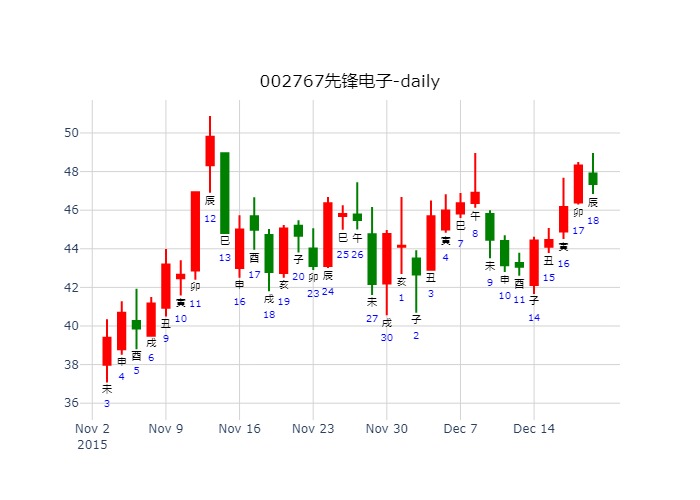 002767先锋电子-daily
50
48
46
44
42
40
38
36
未 3
申 4
酉 5
戌 6
丑 9
寅 10
卯 11
辰 12
巳 13
申 16
酉 17
戌 18
亥 19
子 20
卯 23
辰 24
巳 25
午 26
未 27
戌 30
亥 1
子 2
丑 3
寅 4
巳 7
午 8
未 9
申 10
酉 11
子 14
丑 15
寅 16
卯 17
辰 18
Nov 2 Nov 9 Nov 16 Nov 23 Nov 30 Dec 7 Dec 14
2015